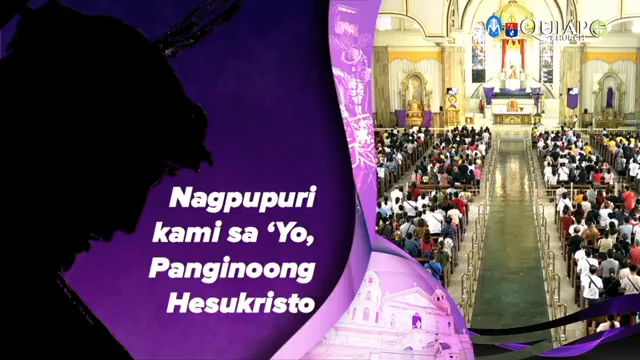 QUIAPO
CHURCH
Nagpupuri
kami sa ‘Yo,
Panginoong
Hesukristo